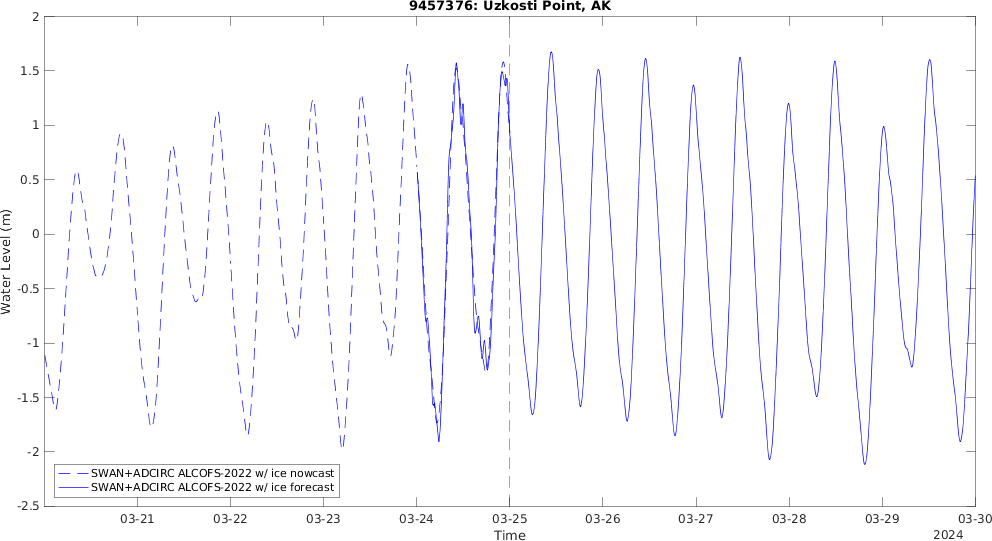 9457376: Uzkosti Point, AK
2
1.5
1
0.5
0
-0.5
-1
-1.5
-2
-2.5
Water Level (m)
SWAN+ADCIRC ALCOFS-2022 w/ ice nowcast
SWAN+ADCIRC ALCOFS-2022 w/ ice forecast
03-21 03-22 03-23 03-24 03-25 03-26 03-27 03-28 03-29 03-30
Time
2024